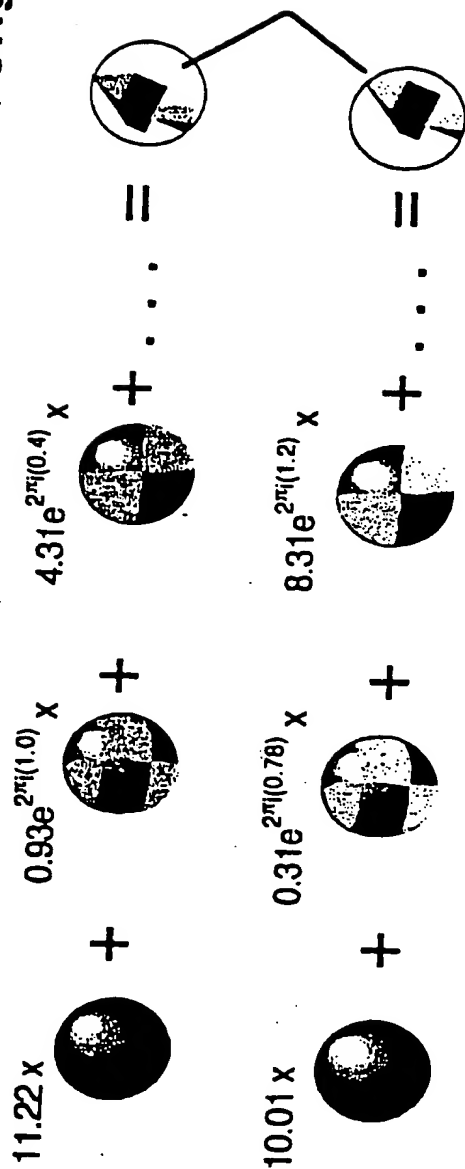 11.22 x + 0.93e^{2πi(1.0)} x + 4.31e^{2πi(0.4)} x + . . . =
10.01 x + 0.31e^{2πi(0.78)} x + 8.31e^{2πi(1.2)} x + . . . =